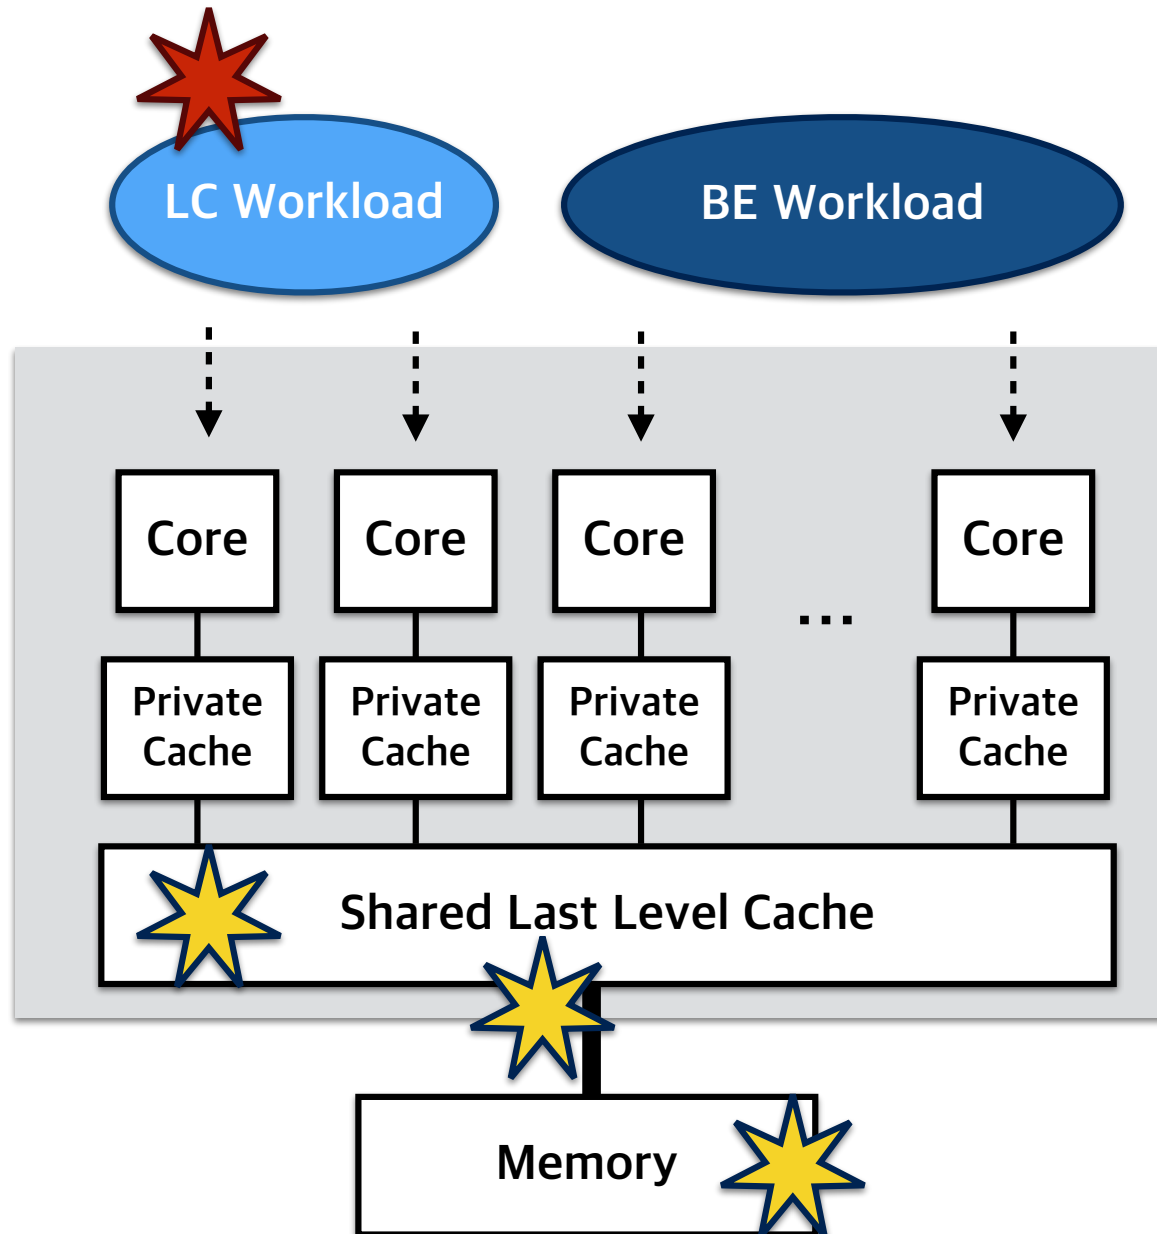 LC Workload
BE Workload
Core
Core
Core
Core
...
Private
Cache
Private
Cache
Private
Cache
Private
Cache
Shared Last Level Cache
Memory